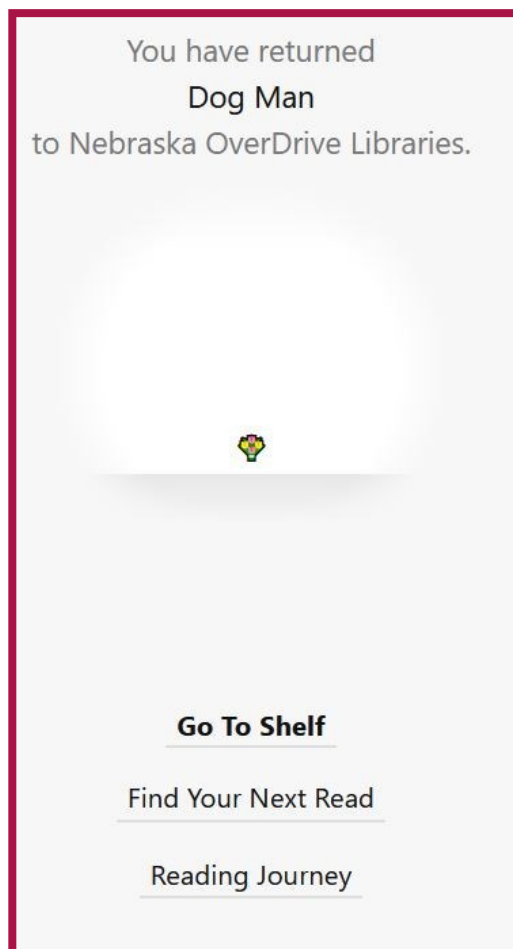 You have returned
Dog Man
to Nebraska OverDrive Libraries.
Go To Shelf
Find Your Next Read
Reading Journey